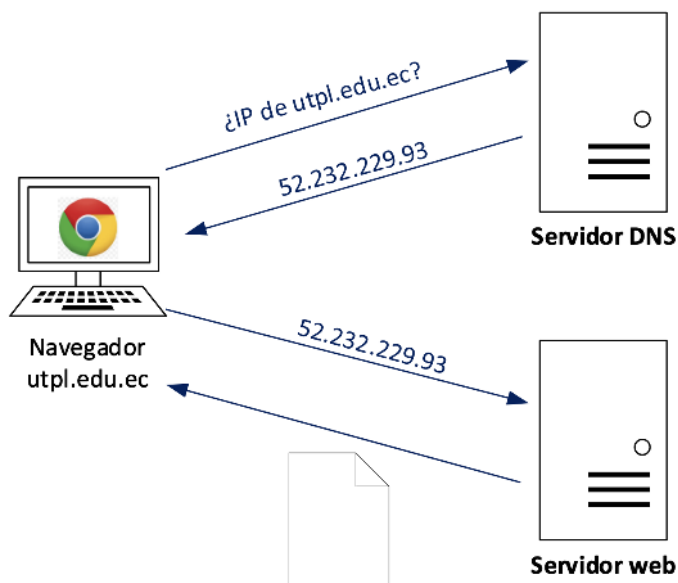 ¿IP de utpl.edu.ec?
52.232.229.93
Servidor DNS
Navegador
utpl.edu.ec
52.232.229.93
Servidor web